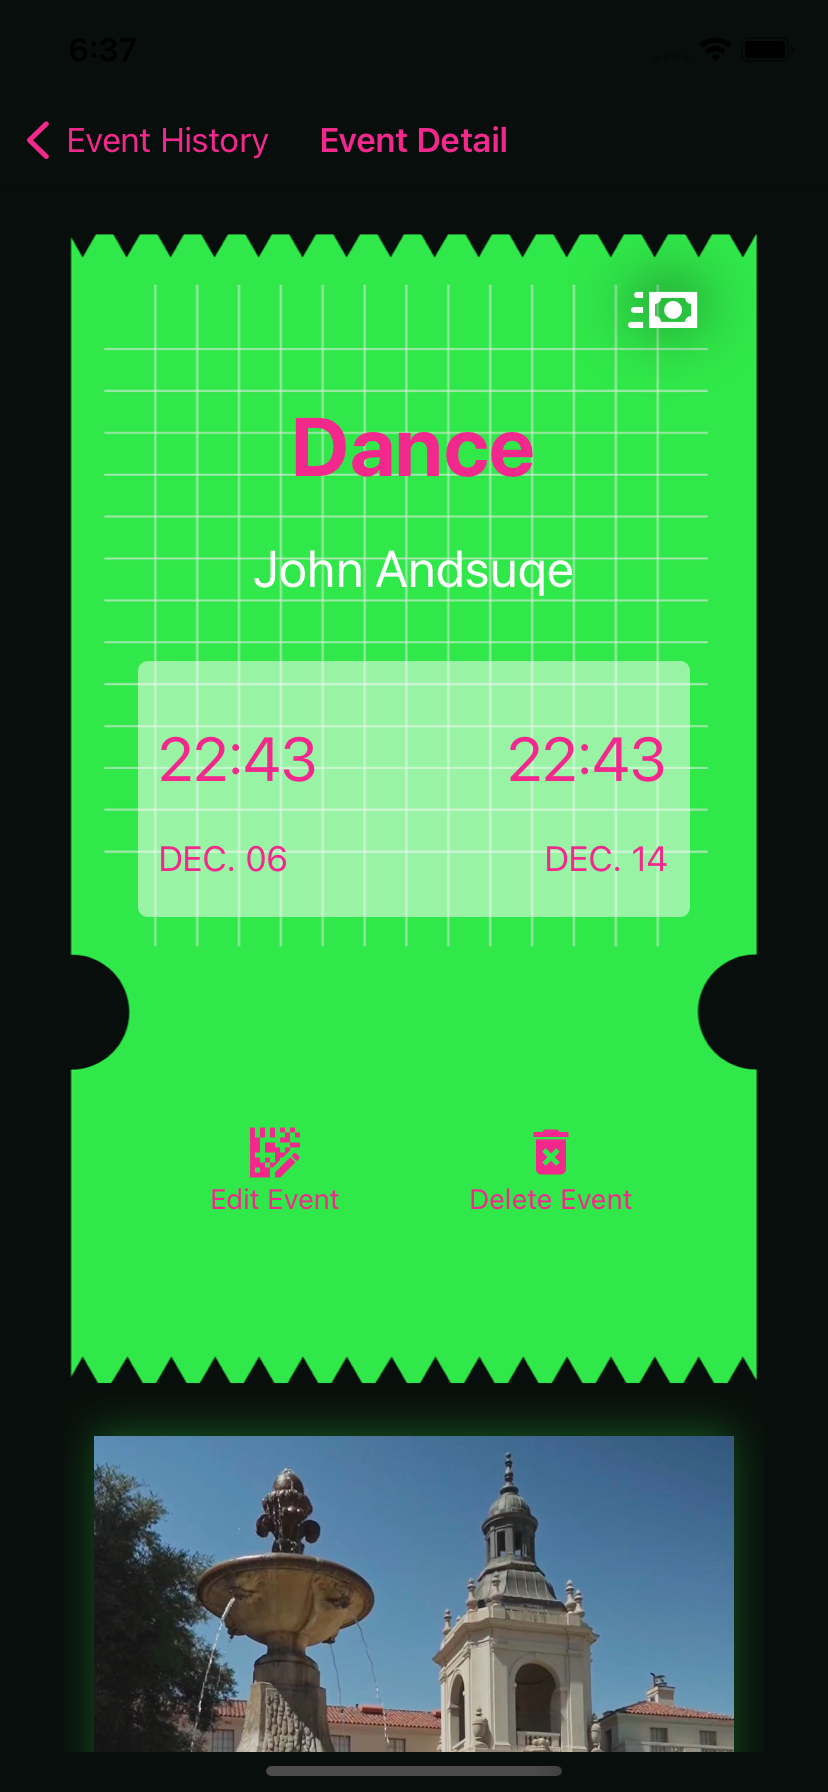 6:37
Event History
Event Detail
Dance
John Andsuqe
22:43 22:43
DEC. 06 DEC. 14
Edit Event Delete Event